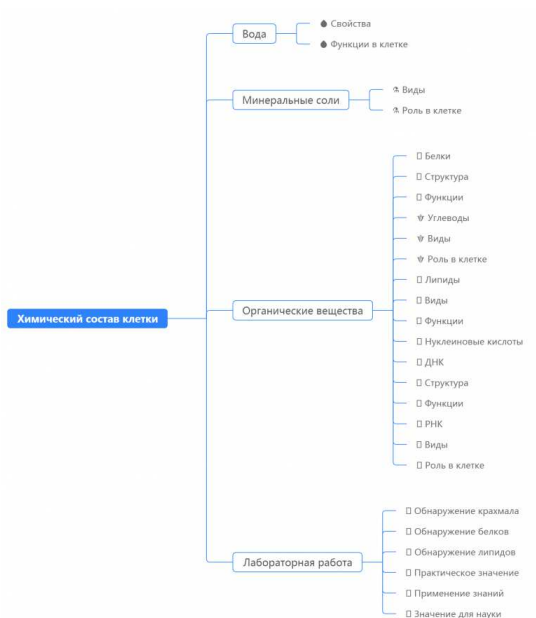 Химический состав клетки
Вода
Свойства
Функции в клетке
Минеральные соли
Виды
Роль в клетке
Органические вещества
Белки
Структура
Функции
Углеводы
Виды
Роль в клетке
Липиды
Виды
Функции
Нуклеиновые кислоты
ДНК
Структура
Функции
РНК
Виды
Роль в клетке
Лабораторная работа
Обнаружение крахмала
Обнаружение белков
Обнаружение липидов
Практическое значение
Применение знаний
Значение для науки